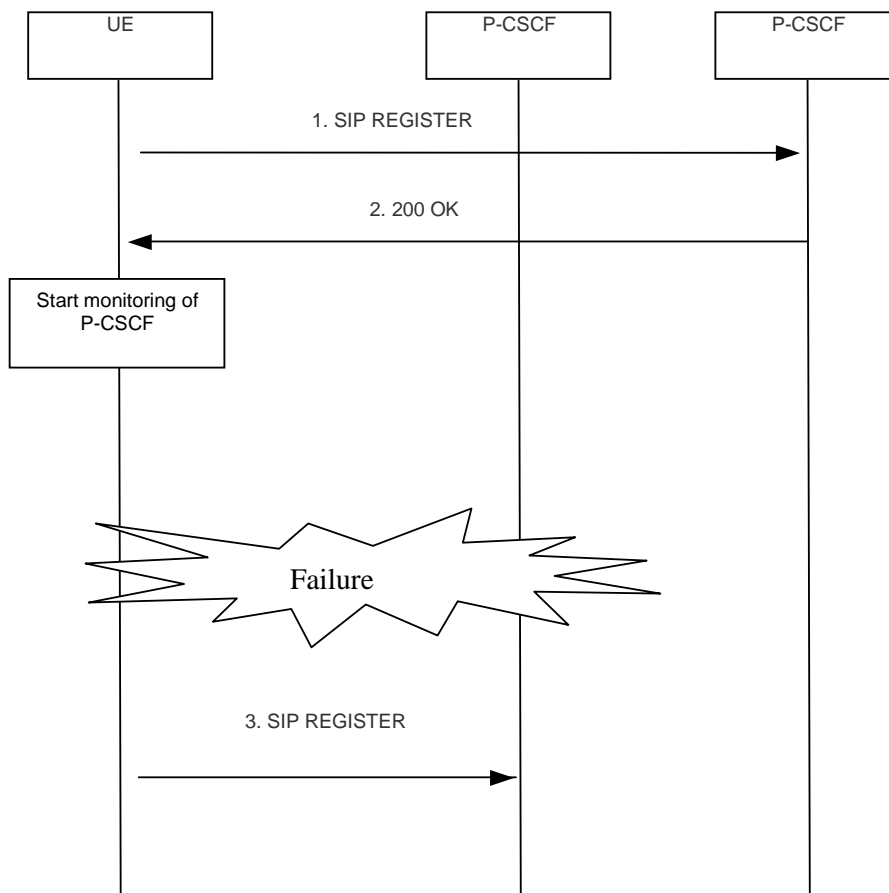 UE
P-CSCF
P-CSCF
1. SIP REGISTER
2. 200 OK
Start monitoring of
P-CSCF
Failure
3. SIP REGISTER